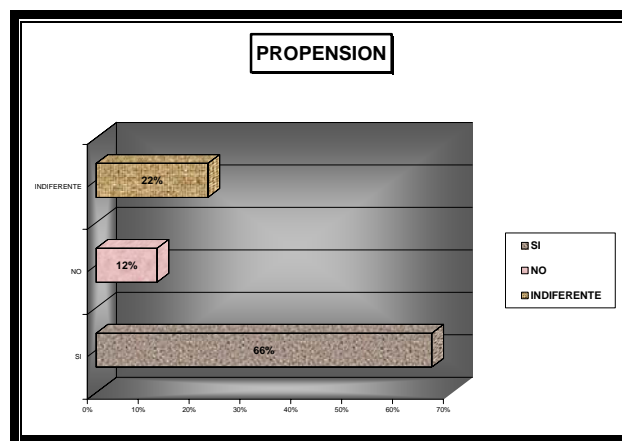 PROPENSION
INDIFERENTE
22%
NO
12%
SI
66%
0% 10% 20% 30% 40% 50% 60% 70%
SI
NO
INDIFERENTE